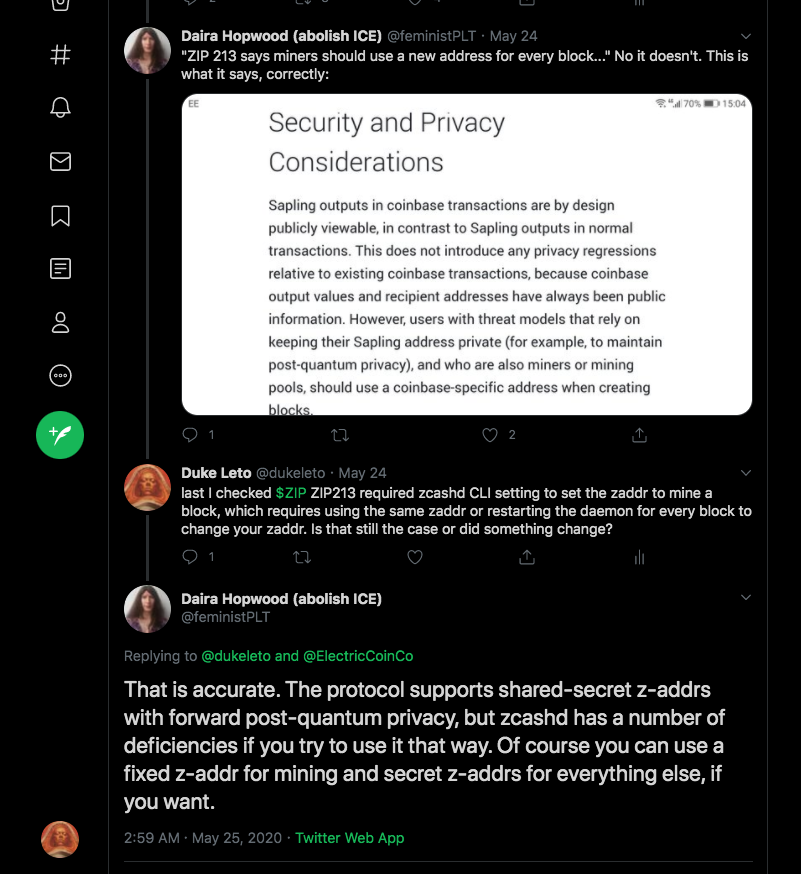 Daira Hopwood (abolish ICE) @feministPLT · May 24
"ZIP 213 says miners should use a new address for every block..." No it doesn't. This is
what it says, correctly:
EE
70% 15:04
Security and Privacy
Considerations
Sapling outputs in coinbase transactions are by design
publicly viewable, in contrast to Sapling outputs in normal
transactions. This does not introduce any privacy regressions
relative to existing coinbase transactions, because coinbase
output values and recipient addresses have always been public
information. However, users with threat models that rely on
keeping their Sapling address private (for example, to maintain
post-quantum privacy), and who are also miners or mining
pools, should use a coinbase-specific address when creating
blocks.
1 2
Duke Leto @dukeleto · May 24
last I checked $ZIP ZIP213 required zcashd CLI setting to set the zaddr to mine a
block, which requires using the same zaddr or restarting the daemon for every block to
change your zaddr. Is that still the case or did something change?
1
Daira Hopwood (abolish ICE)
@feministPLT
Replying to @dukeleto and @ElectricCoinCo
That is accurate. The protocol supports shared-secret z-addrs
with forward post-quantum privacy, but zcashd has a number of
deficiencies if you try to use it that way. Of course you can use a
fixed z-addr for mining and secret z-addrs for everything else, if
you want.
2:59 AM · May 25, 2020 · Twitter Web App